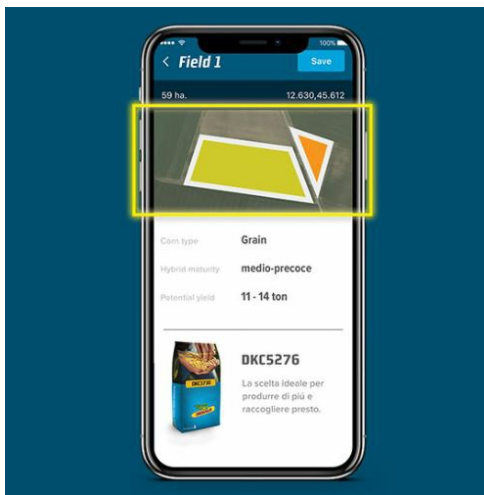 100%
< Field 1
Save
59 ha.
12.630,45.612
Corn type
Grain
Hybrid maturity
medio-precoce
Potential yield
11 - 14 ton
DKC5276
La scelta ideale per
produrre di più e
raccogliere presto.